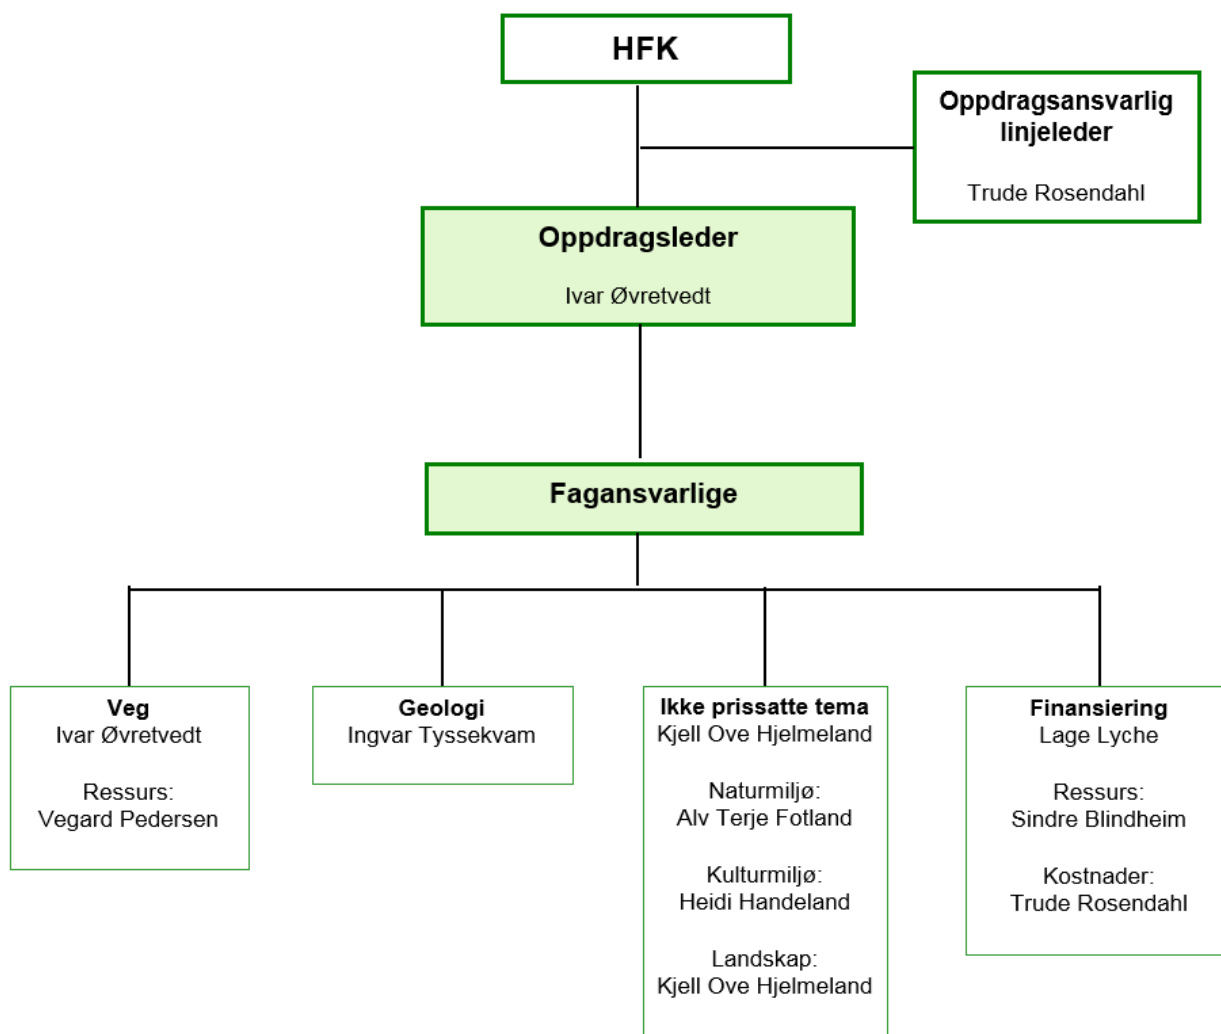 HFK
Oppdragsansvarlig
linjeleder
Trude Rosendahl
Oppdragsleder
Ivar Øvretvedt
Fagansvarlige
Veg
Ivar Øvretvedt
Ressurs:
Vegard Pedersen
Geologi
Ingvar Tyssekvam
Ikke prissatte tema
Kjell Ove Hjelmeland
Naturmiljø:
Alv Terje Fotland
Kulturmiljø:
Heidi Handeland
Landskap:
Kjell Ove Hjelmeland
Finansiering
Lage Lyche
Ressurs:
Sindre Blindheim
Kostnader:
Trude Rosendahl